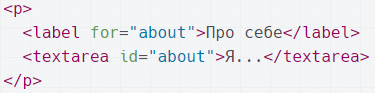 <p>
  <label for="about">Про себе</label>
  <textarea id="about">Я...</textarea>
</p>